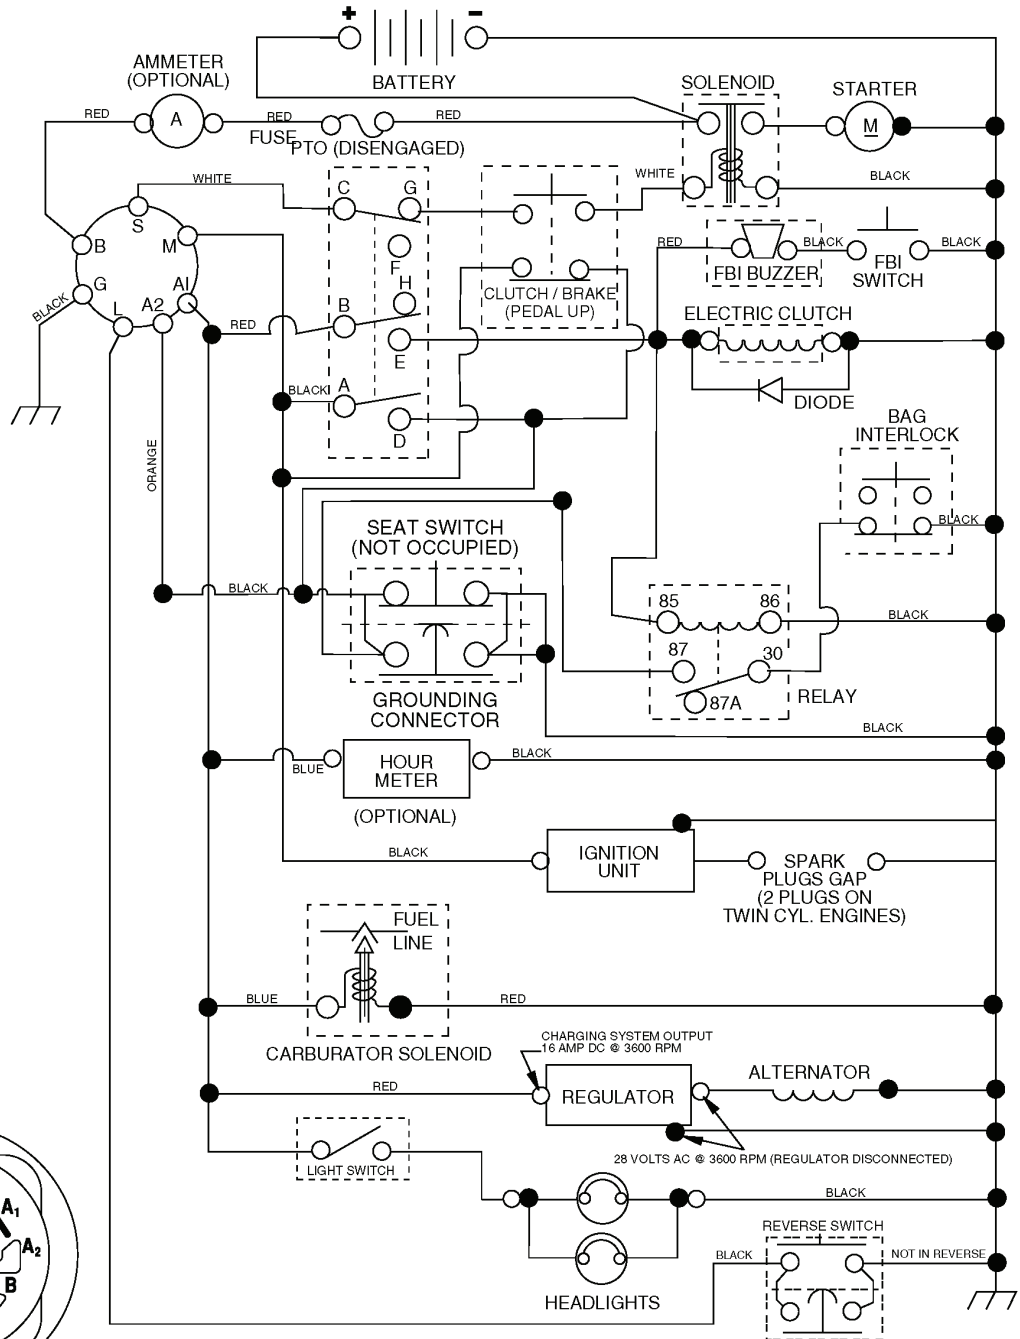 + -
BATTERY
AMMETER
(OPTIONAL)
SOLENOID
STARTER
RED
A
RED
FUSE
RED
M
PTO (DISENGAGED)
WHITE
WHITE
BLACK
C
G
S
M
B
F
RED
BLACK
BLACK
FBI BUZZER
FBI
SWITCH
H
CLUTCH / BRAKE
(PEDAL UP)
G
BLACK
L
A2
A1
RED
B
E
ELECTRIC CLUTCH
DIODE
BLACK
A
D
BAG
INTERLOCK
ORANGE
BLACK
SEAT SWITCH
(NOT OCCUPIED)
BLACK
85
86
BLACK
87
30
87A
RELAY
GROUNDING
CONNECTOR
BLACK
BLUE
HOUR
METER
BLACK
(OPTIONAL)
BLACK
IGNITION
UNIT
SPARK
PLUGS GAP
(2 PLUGS ON
TWIN CYL. ENGINES)
FUEL
LINE
BLUE
RED
CARBURATOR SOLENOID
CHARGING SYSTEM OUTPUT
16 AMP DC @ 3600 RPM
RED
REGULATOR
ALTERNATOR
LIGHT SWITCH
28 VOLTS AC @ 3600 RPM (REGULATOR DISCONNECTED)
BLACK
A1
A2
B
REVERSE SWITCH
BLACK
NOT IN REVERSE
HEADLIGHTS